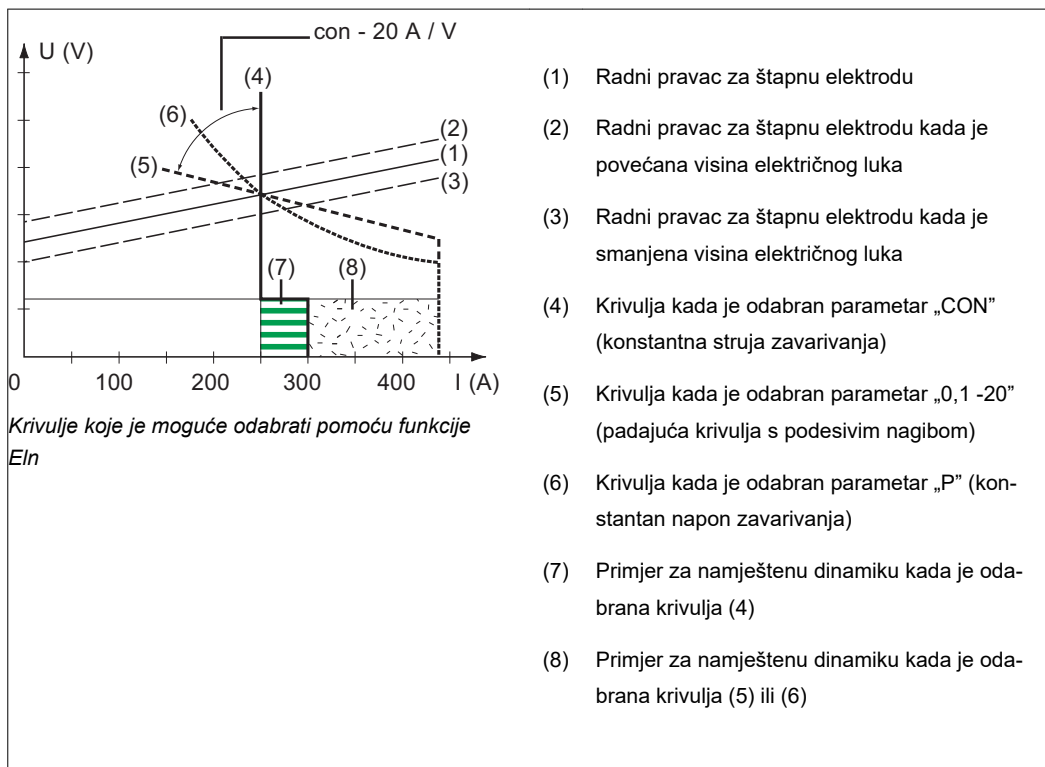 con - 20 A / V
U (V)
(4)
(6)
(5)
(2)
(1)
(3)
(7)
(8)
0
100
200
300
400
I (A)
Krivulje koje je moguće odabrati pomoću funkcije
Eln
(1) Radni pravac za štapnu elektrodu
(2) Radni pravac za štapnu elektrodu kada je
povećana visina električnog luka
(3) Radni pravac za štapnu elektrodu kada je
smanjena visina električnog luka
(4) Krivulja kada je odabran parametar „CON”
(konstantna struja zavarivanja)
(5) Krivulja kada je odabran parametar „0,1 -20”
(padajuća krivulja s podesivim nagibom)
(6) Krivulja kada je odabran parametar „P” (kon-
stantan napon zavarivanja)
(7) Primjer za namještenu dinamiku kada je oda-
brana krivulja (4)
(8) Primjer za namještenu dinamiku kada je oda-
brana krivulja (5) ili (6)